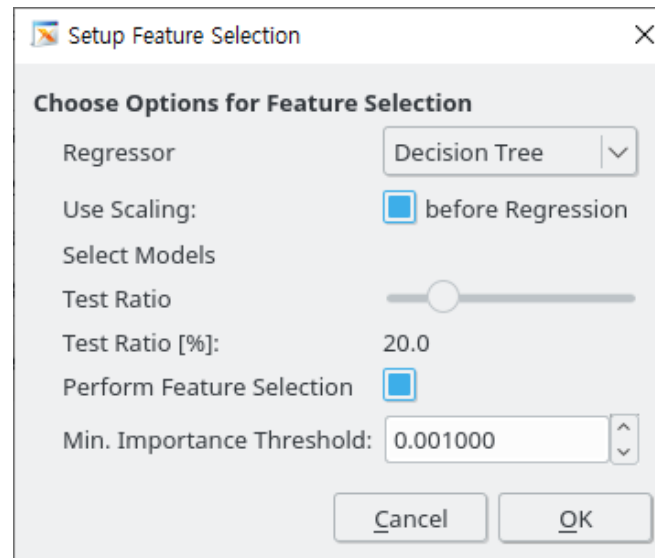 Setup Feature Selection
Choose Options for Feature Selection
Regressor Decision Tree
Use Scaling: before Regression
Select Models
Test Ratio
Test Ratio [%]: 20.0
Perform Feature Selection
Min. Importance Threshold: 0.001000
Cancel OK